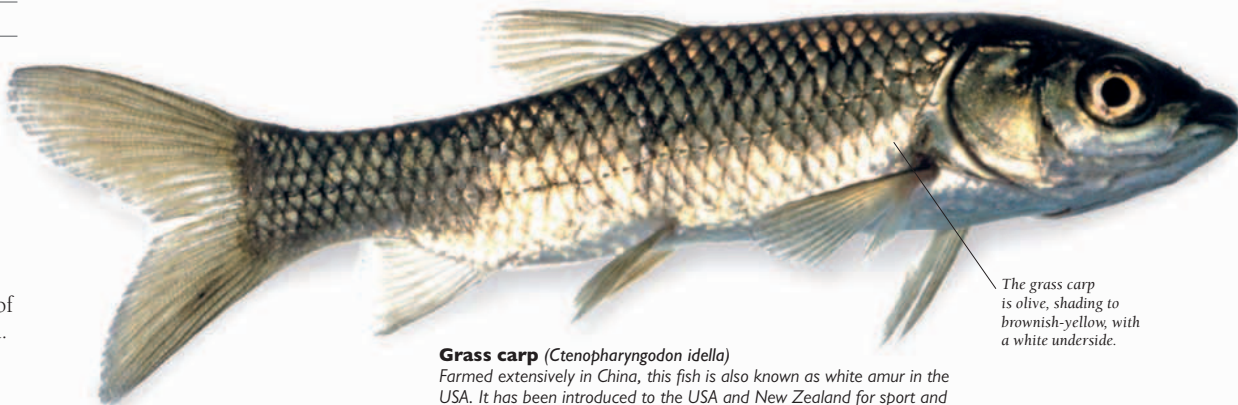 of
Grass carp (Ctenopharyngodon idella)
Farmed extensively in China, this fish is also known as white amur in the
USA. It has been introduced to the USA and New Zealand for sport and
The grass carp
is olive, shading to
brownish-yellow, with
a white underside.